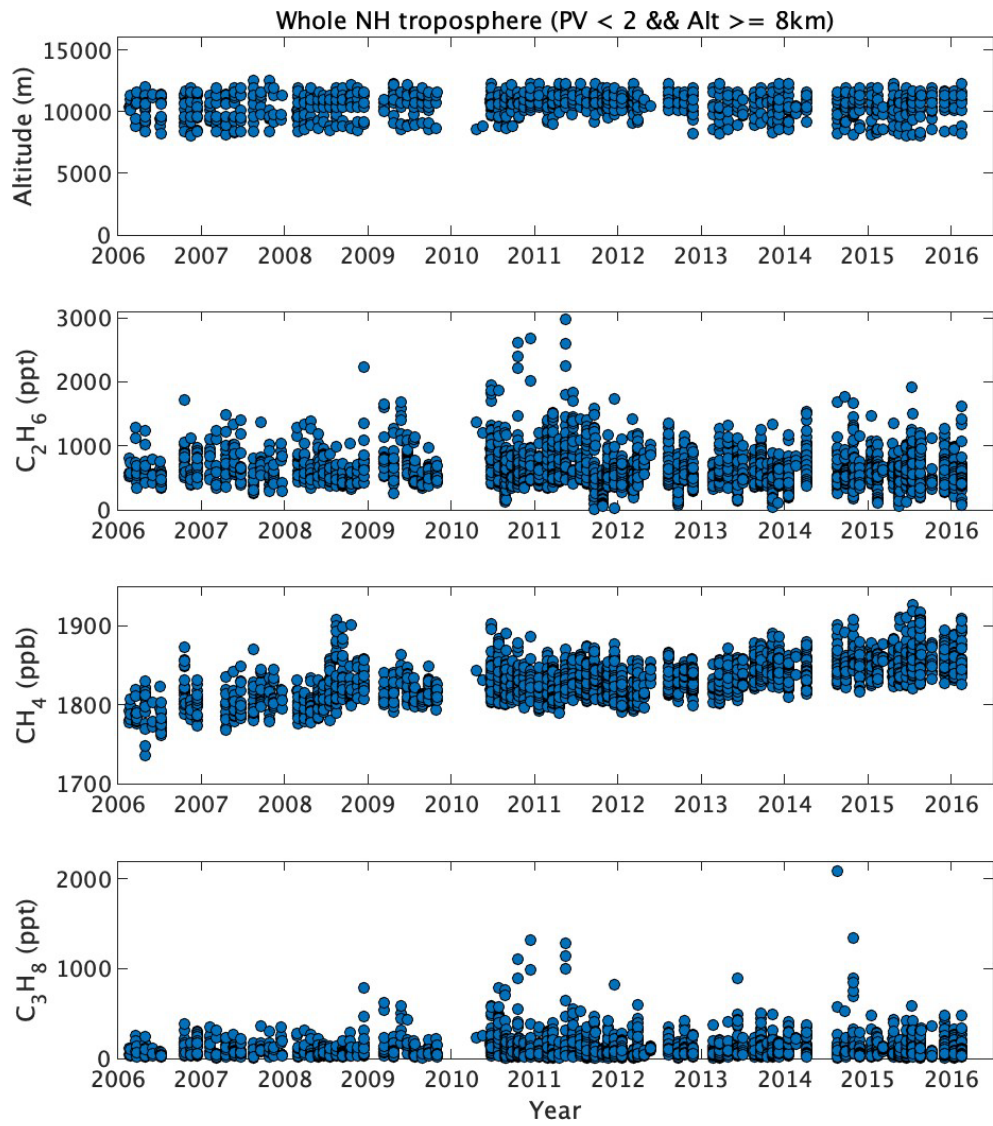 Whole NH troposphere (PV < 2 && Alt >= 8km)
15000
10000
5000
0
Altitude (m)
2006 2007 2008 2009 2010 2011 2012 2013 2014 2015 2016
3000
2000
1000
0
C₂H₆ (ppt)
2006 2007 2008 2009 2010 2011 2012 2013 2014 2015 2016
1900
1800
1700
CH₄ (ppb)
2006 2007 2008 2009 2010 2011 2012 2013 2014 2015 2016
2000
1000
0
C₃H₈ (ppt)
2006 2007 2008 2009 2010 2011 2012 2013 2014 2015 2016
Year